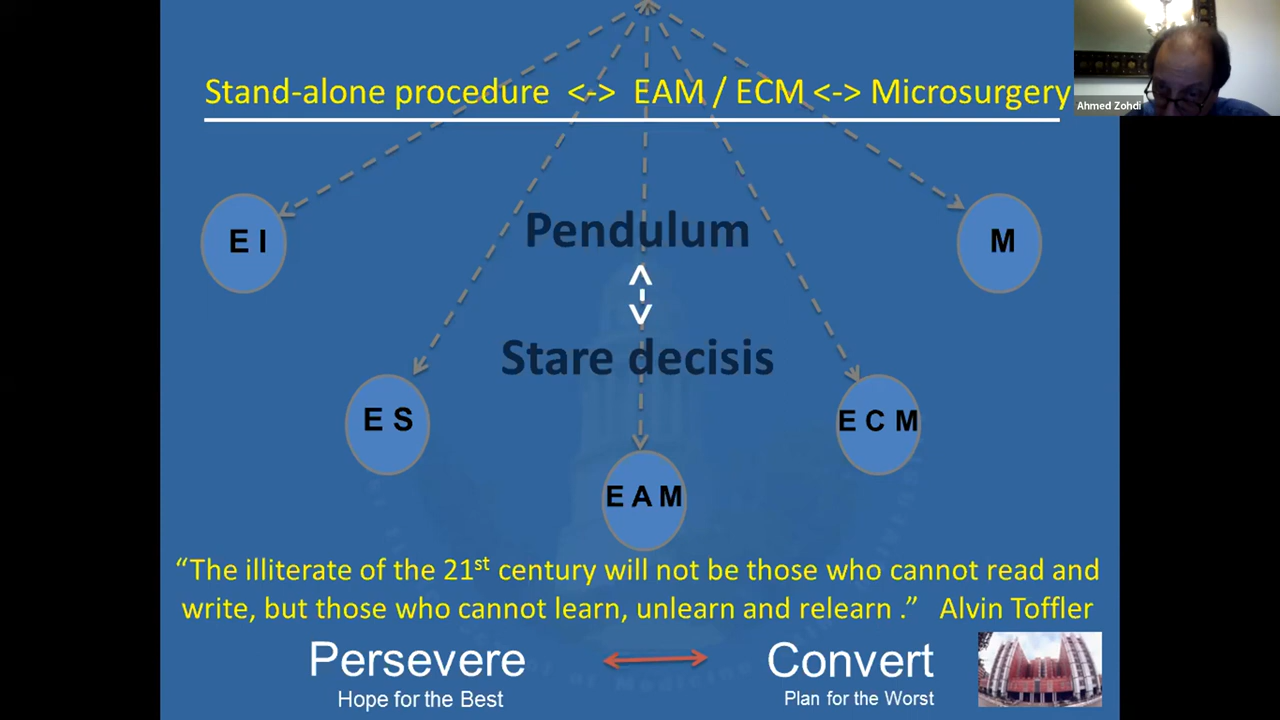 Stand-alone procedure <-> EAM / ECM <-> Microsurgery
Ahmed Zohdi
E I
Pendulum
M
<->
Stare decisis
E S
E C M
E A M
“The illiterate of the 21st century will not be those who cannot read and
write, but those who cannot learn, unlearn and relearn .” Alvin Toffler
Persevere
Convert
Hope for the Best
Plan for the Worst